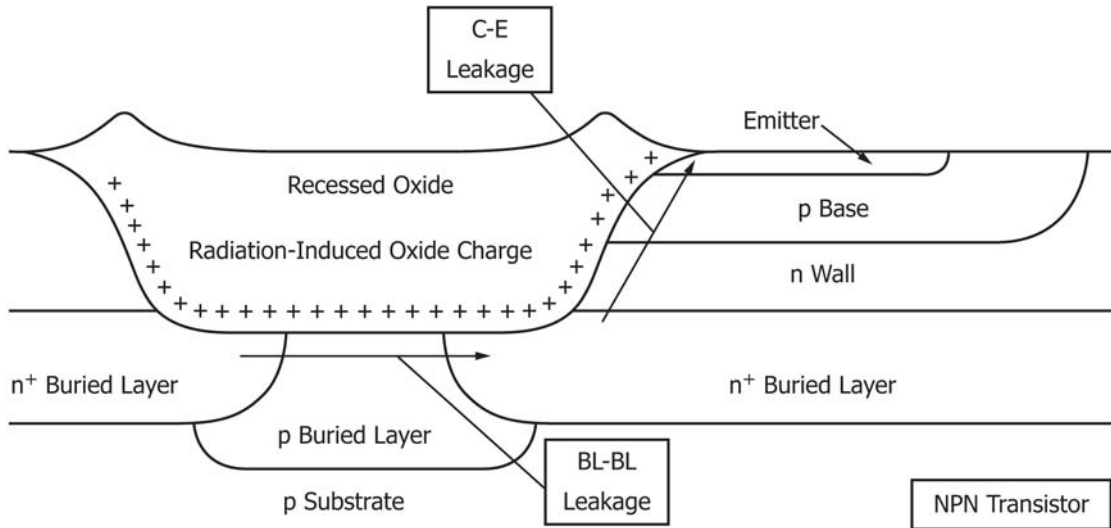 C-E
Leakage
Emitter
Recessed Oxide
p Base
Radiation-Induced Oxide Charge
n Wall
n+ Buried Layer
n+ Buried Layer
p Buried Layer
BL-BL
Leakage
p Substrate
NPN Transistor